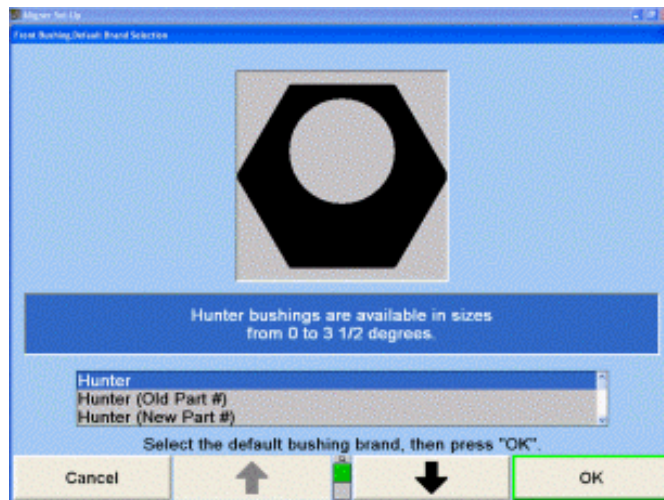 Aligner Set Up
Front Bushing,Default Brand Selection
Hunter bushings are available in sizes
from 0 to 3 1/2 degrees.
Hunter
Hunter (Old Part #)
Hunter (New Part #)
Select the default bushing brand, then press "OK".
Cancel
OK